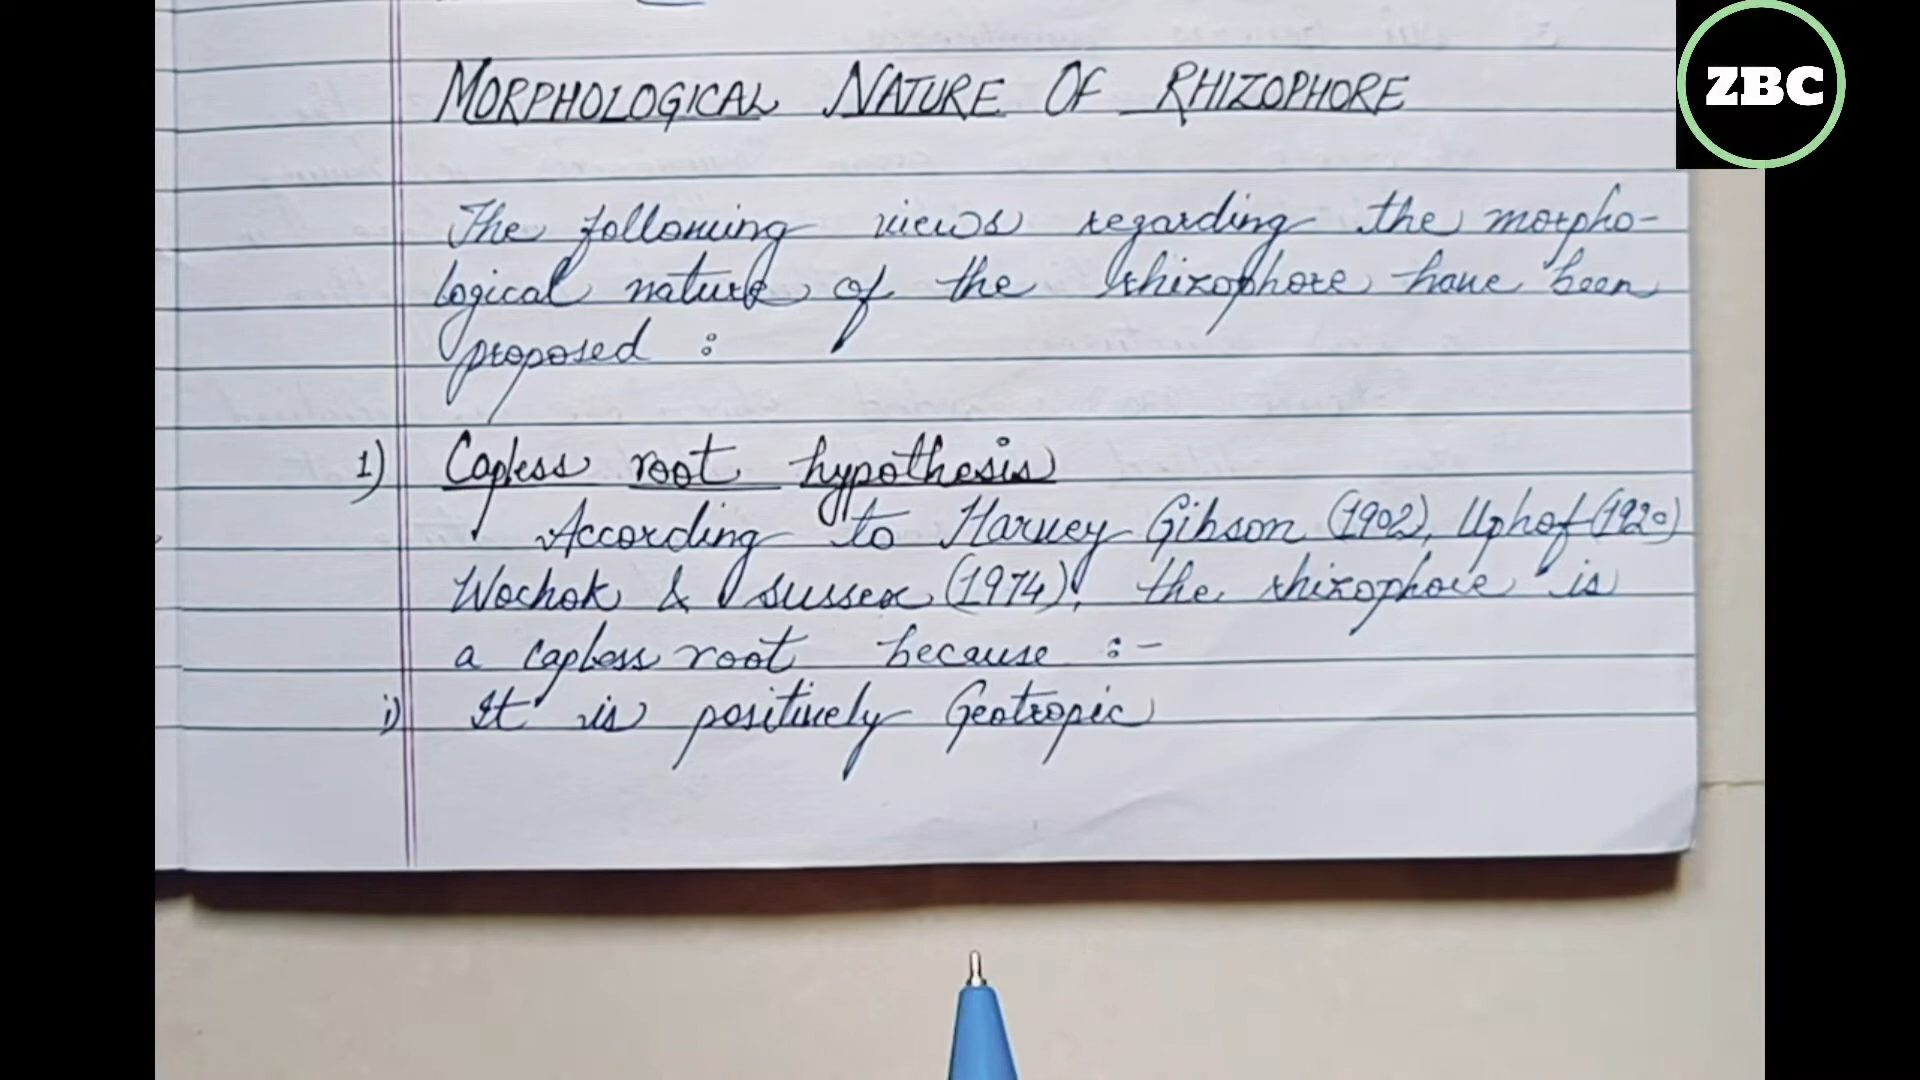 ZBC
MORPHOLOGICAL NATURE OF RHIZOPHORE
The following views regarding the morpho-
logical nature of the rhizophore have been
proposed :
1) Capless root hypothesis
According to Harvey Gibson (1902), Uphof (1920)
Wochok & Sussex (1974), the rhizophore is
a capless root because :-
i) It is positively Geotropic